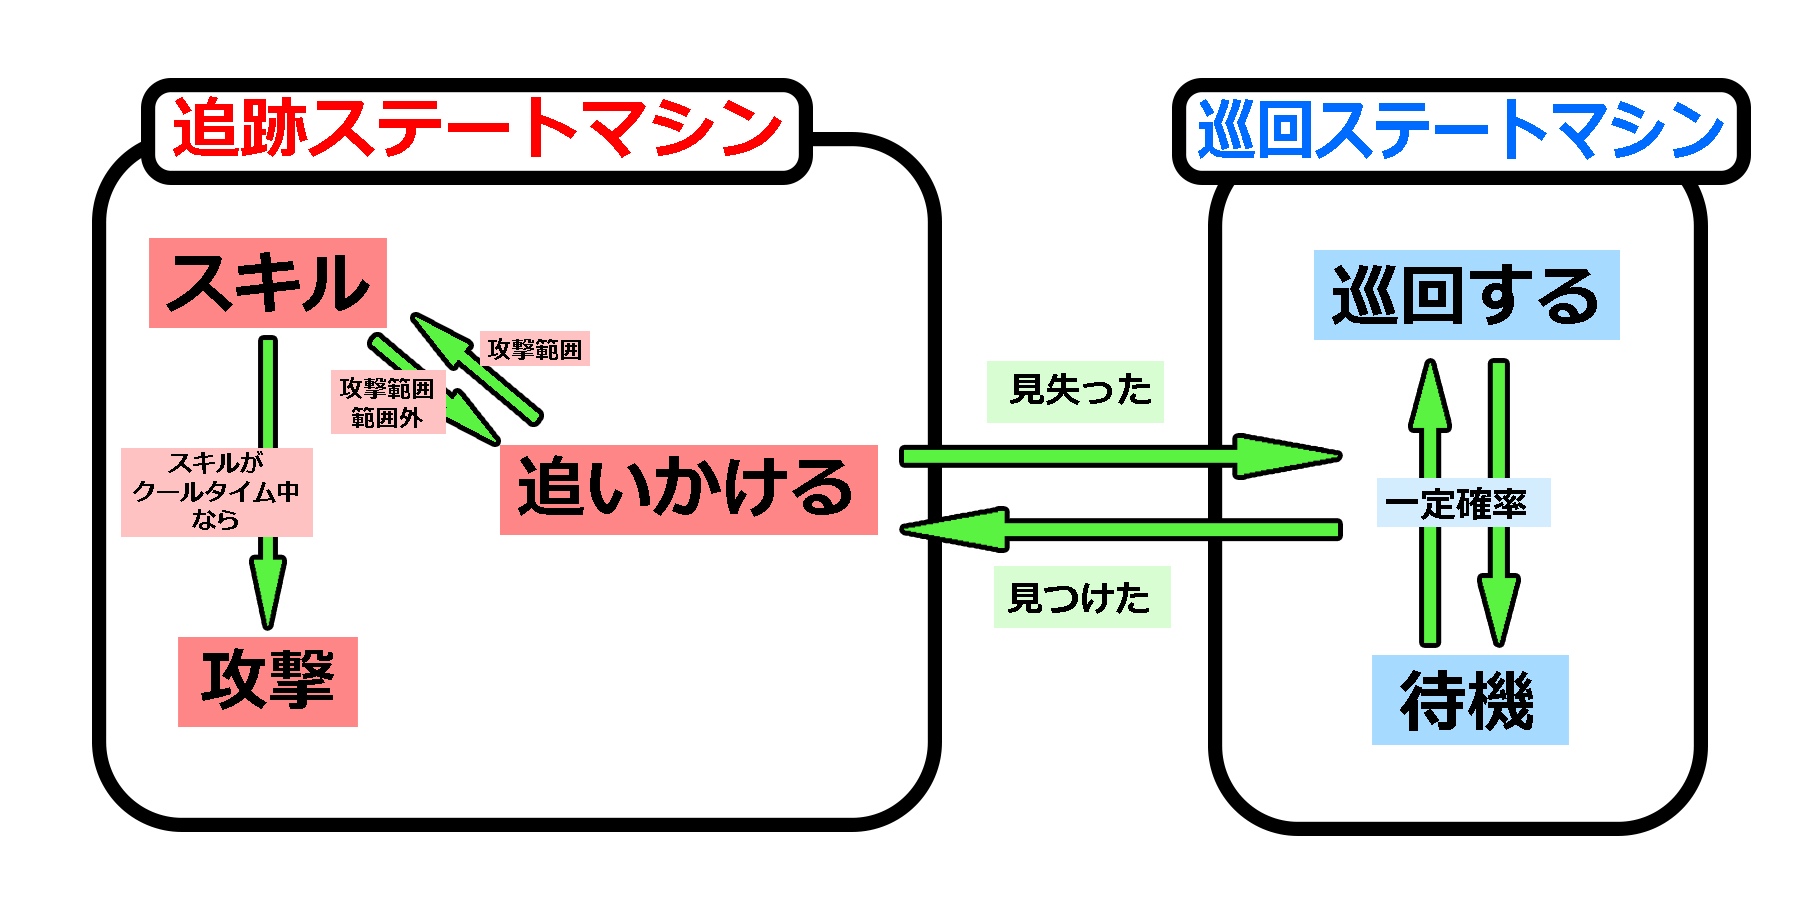 追跡ステートマシン
巡回ステートマシン
スキル
攻撃範囲
攻撃範囲
範囲外
スキルが
クールタイム中
なら
追いかける
攻撃
見失った
見つけた
巡回する
一定確率
待機